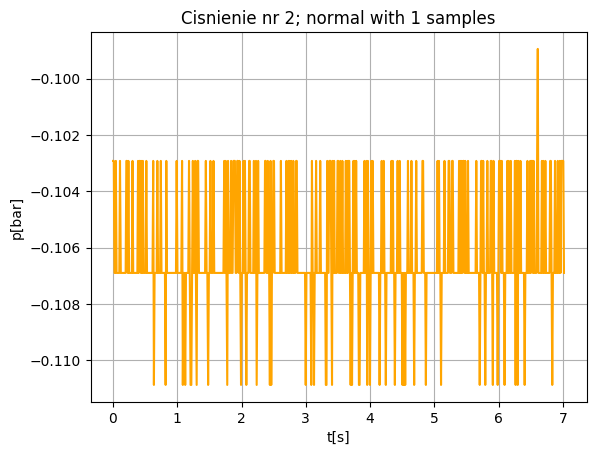 Cisnienie nr 2; normal with 1 samples
p[bar]
−0.100
−0.102
−0.104
−0.106
−0.108
−0.110
0 1 2 3 4 5 6 7
t[s]